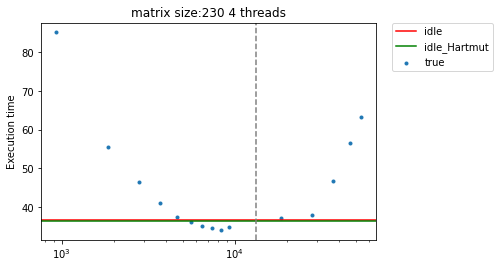 matrix size:230 4 threads
idle
idle_Hartmut
true
Execution time
80
70
60
50
40
10³
10⁴